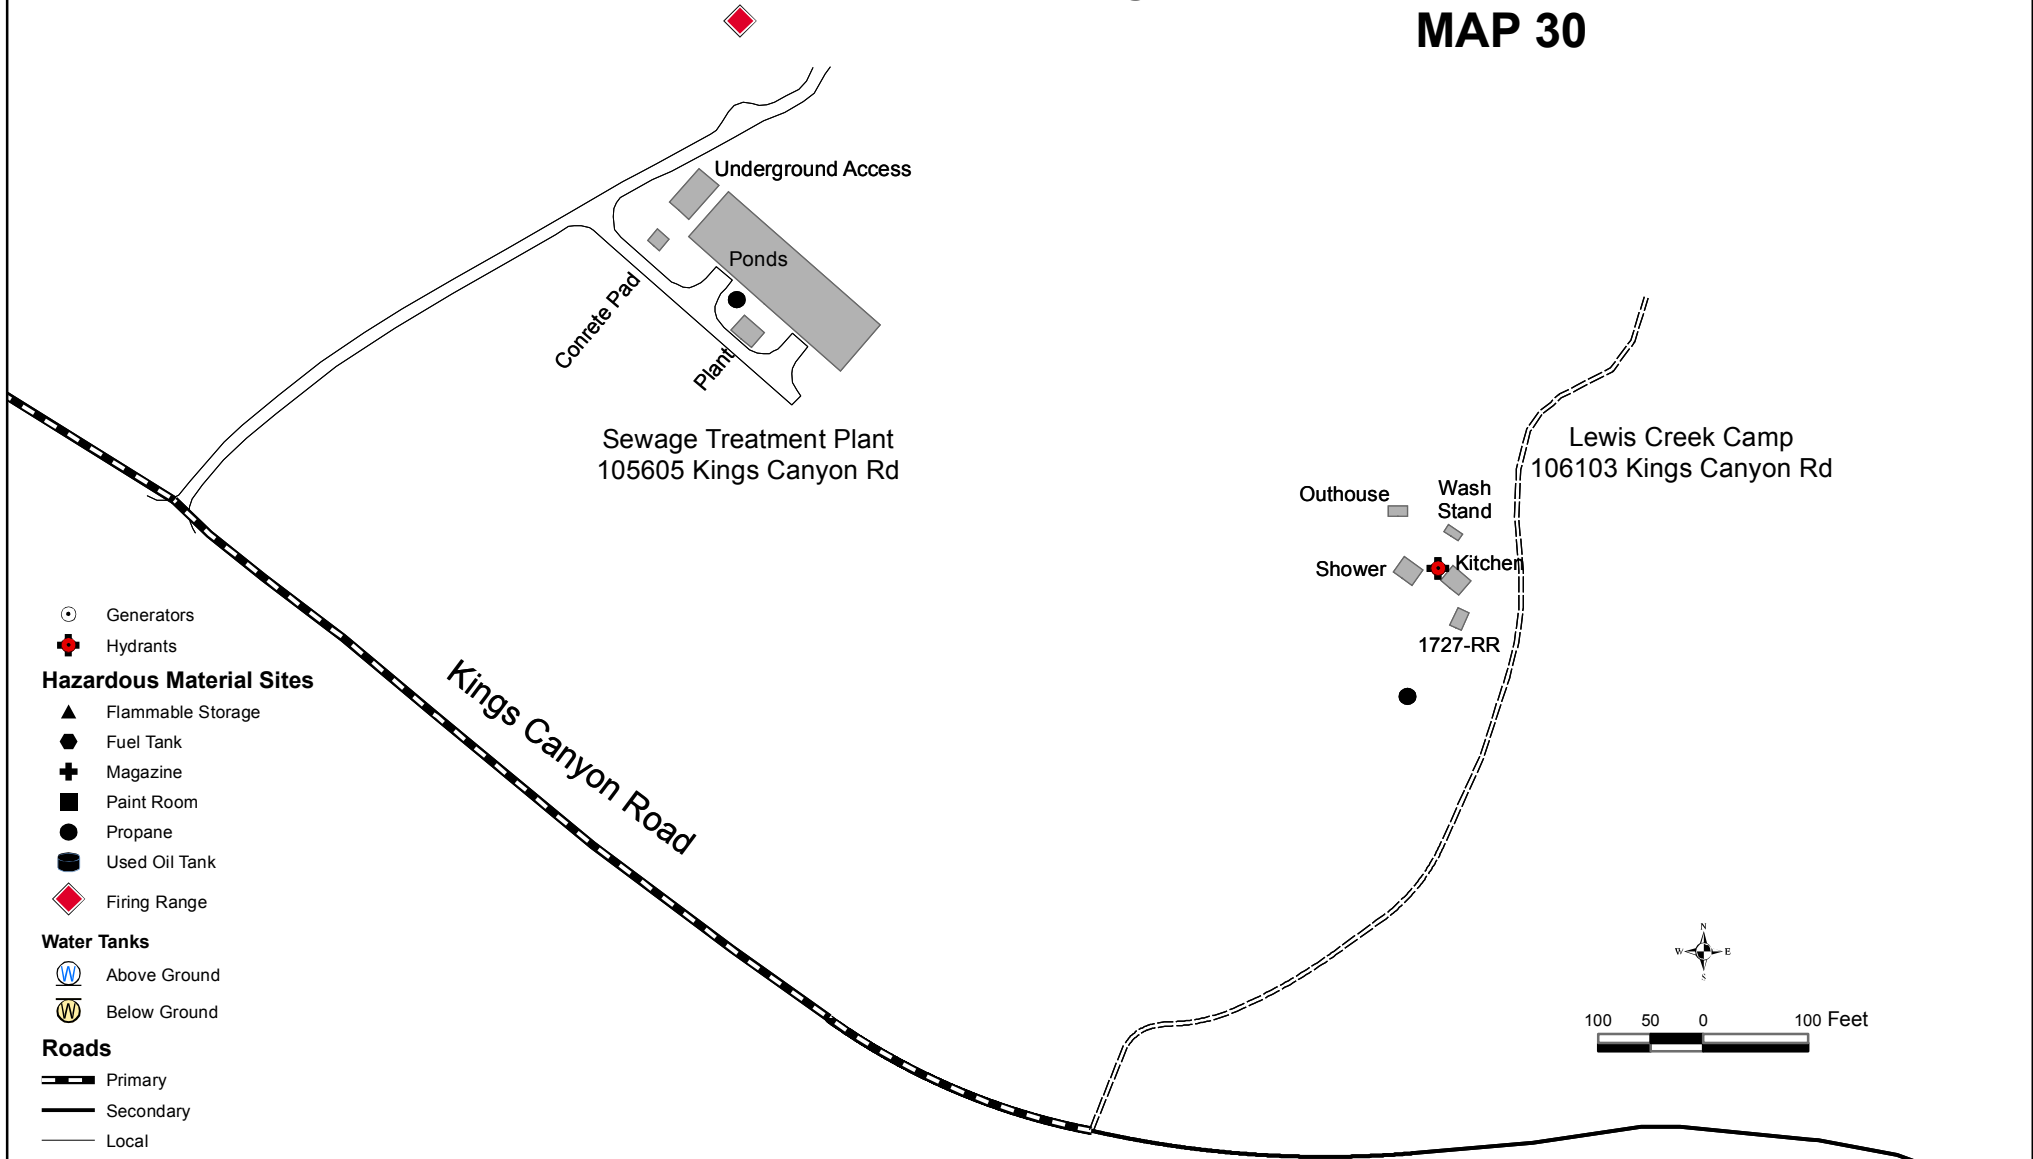 MAP 30
Underground Access
Ponds
Conrete Pad
Plant
Sewage Treatment Plant
105605 Kings Canyon Rd
Lewis Creek Camp
106103 Kings Canyon Rd
Outhouse
Wash
Stand
Shower
Kitchen
1727-RR
Kings Canyon Road
Generators
Hydrants
Hazardous Material Sites
Flammable Storage
Fuel Tank
Magazine
Paint Room
Propane
Used Oil Tank
Firing Range
Water Tanks
W Above Ground
W Below Ground
Roads
Primary
Secondary
Local
N
W E
S
100 50 0 100 Feet